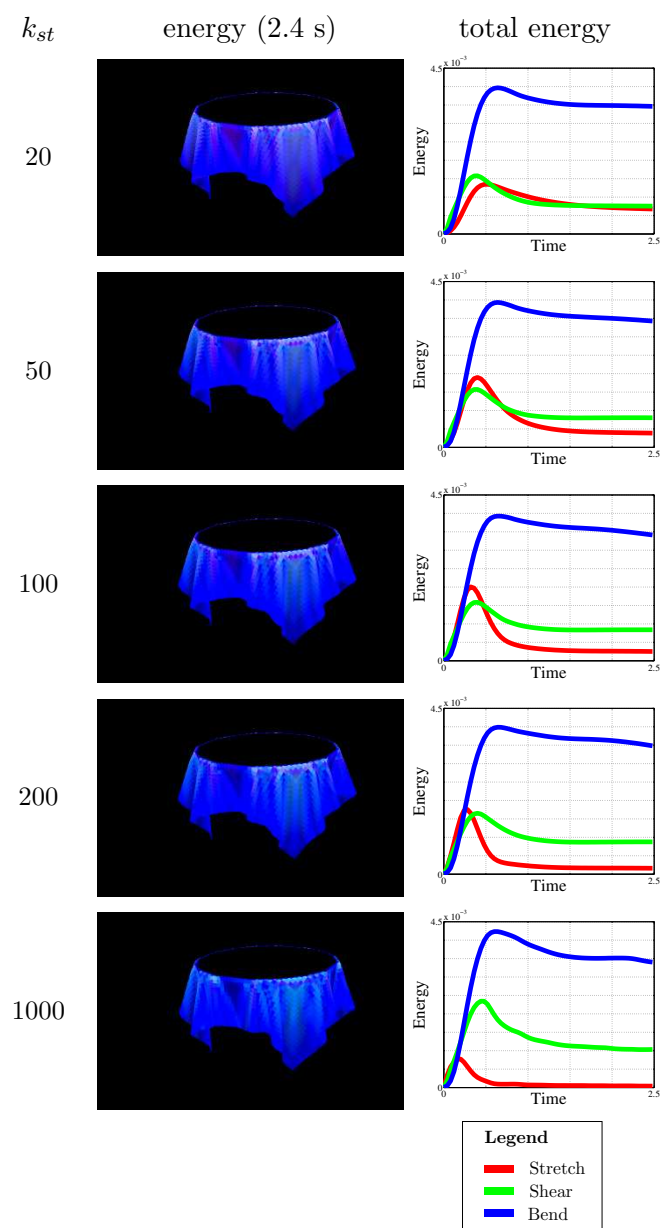 k_st energy (2.4 s) total energy
20
4.5 x 10^-3
Energy
0
Time
2.5
50
4.5 x 10^-3
Energy
0
Time
2.5
100
4.5 x 10^-3
Energy
0
Time
2.5
200
4.5 x 10^-3
Energy
0
Time
2.5
1000
4.5 x 10^-3
Energy
0
Time
2.5
Legend
Stretch
Shear
Bend